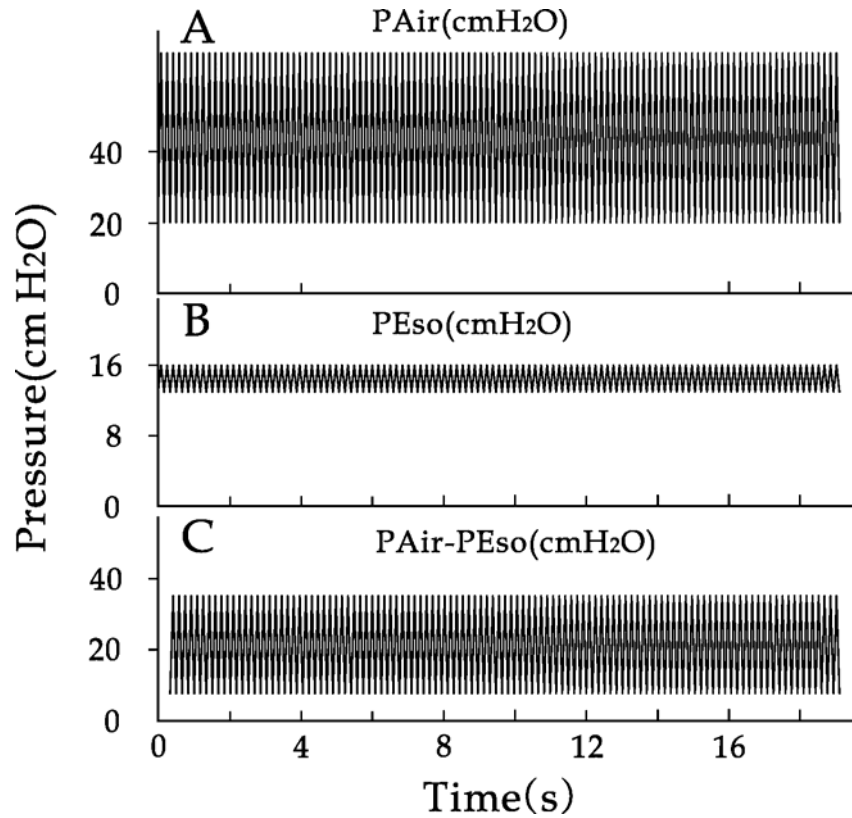 A
PAir(cmH2O)
40
20
0
B
PEso(cmH2O)
16
8
0
C
PAir-PEso(cmH2O)
40
20
0
0 4 8 12 16
Time(s)
Pressure(cm H2O)